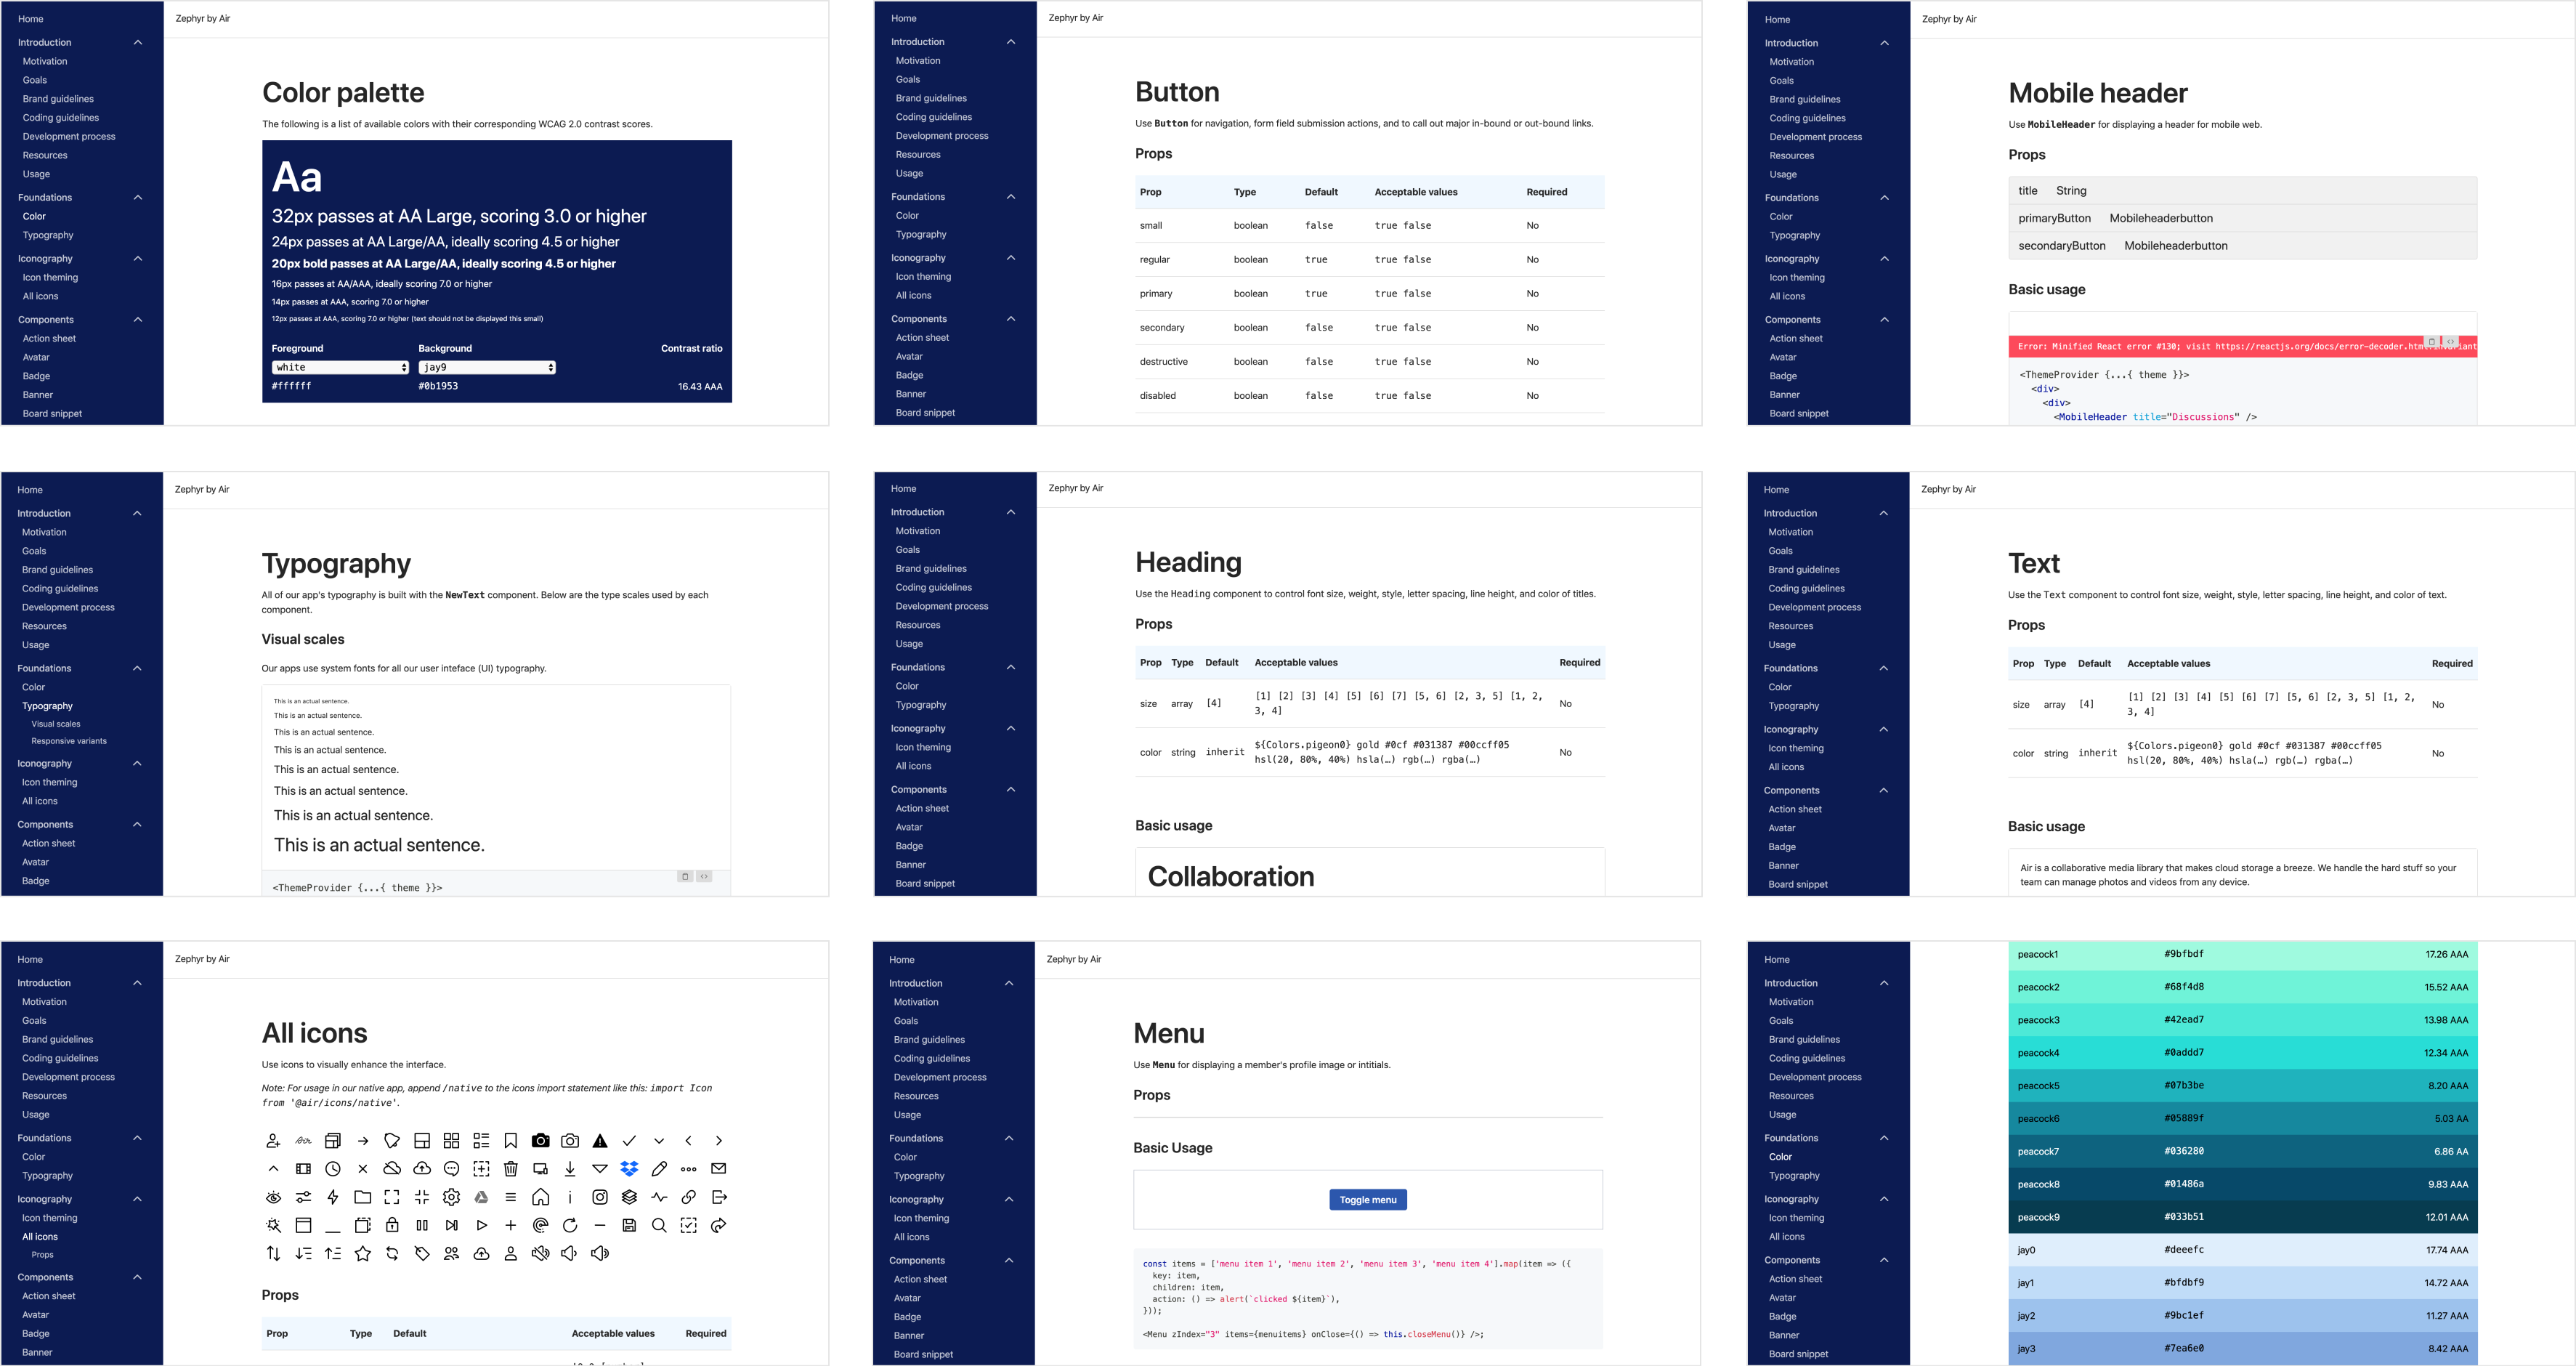 Home
Introduction
Motivation
Goals
Brand guidelines
Coding guidelines
Development process
Resources
Usage
Foundations
Color
Typography
Iconography
Icon theming
All icons
Components
Action sheet
Avatar
Badge
Banner
Board snippet
Zephyr by Air
Color palette
The following is a list of available colors with their corresponding WCAG 2.0 contrast scores.
Aa
32px passes at AA Large, scoring 3.0 or higher
24px passes at AA Large/AA, ideally scoring 4.5 or higher
20px bold passes at AA Large/AA, ideally scoring 4.5 or higher
16px passes at AA/AAA, ideally scoring 7.0 or higher
14px passes at AAA, scoring 7.0 or higher
12px passes at AAA, scoring 7.0 or higher (text should not be displayed this small)
Foreground Background Contrast ratio
white jay9
#ffffff #0b1953 16.43 AAA
Home
Introduction
Motivation
Goals
Brand guidelines
Coding guidelines
Development process
Resources
Usage
Foundations
Color
Typography
Iconography
Icon theming
All icons
Components
Action sheet
Avatar
Badge
Banner
Board snippet
Zephyr by Air
Button
Use Button for navigation, form field submission actions, and to call out major in-bound or out-bound links.
Props
Prop Type Default Acceptable values Required
small boolean false true false No
regular boolean true true false No
primary boolean true true false No
secondary boolean false true false No
destructive boolean false true false No
disabled boolean false true false No
Home
Introduction
Motivation
Goals
Brand guidelines
Coding guidelines
Development process
Resources
Usage
Foundations
Color
Typography
Iconography
Icon theming
All icons
Components
Action sheet
Avatar
Badge
Banner
Board snippet
Zephyr by Air
Mobile header
Use MobileHeader for displaying a header for mobile web.
Props
title String
primaryButton Mobileheaderbutton
secondaryButton Mobileheaderbutton
Basic usage
Error: Minified React error #130; visit https://reactjs.org/docs/error-decoder.html
<ThemeProvider {...{ theme }}>
<div>
<div>
<MobileHeader title="Discussions" />
Home
Introduction
Motivation
Goals
Brand guidelines
Coding guidelines
Development process
Resources
Usage
Foundations
Color
Typography
Visual scales
Responsive variants
Iconography
Icon theming
All icons
Components
Action sheet
Avatar
Badge
Zephyr by Air
Typography
All of our app's typography is built with the NewText component. Below are the type scales used by each
component.
Visual scales
Our apps use system fonts for all our user inteface (UI) typography.
This is an actual sentence.
This is an actual sentence.
This is an actual sentence.
This is an actual sentence.
This is an actual sentence.
This is an actual sentence.
This is an actual sentence.
This is an actual sentence.
<ThemeProvider {...{ theme }}>
Home
Introduction
Motivation
Goals
Brand guidelines
Coding guidelines
Development process
Resources
Usage
Foundations
Color
Typography
Iconography
Icon theming
All icons
Components
Action sheet
Avatar
Badge
Banner
Board snippet
Zephyr by Air
Heading
Use the Heading component to control font size, weight, style, letter spacing, line height, and color of titles.
Props
Prop Type Default Acceptable values Required
size array [4] [1] [2] [3] [4] [5] [6] [7] [5, 6] [2, 3, 5] [1, 2,
3, 4] No
color string inherit ${Colors.pigeon0} gold #0cf #031387 #00ccff05
hsl(20, 80%, 40%) hsla(…) rgb(…) rgba(…) No
Basic usage
Collaboration
Home
Introduction
Motivation
Goals
Brand guidelines
Coding guidelines
Development process
Resources
Usage
Foundations
Color
Typography
Iconography
Icon theming
All icons
Components
Action sheet
Avatar
Badge
Banner
Board snippet
Zephyr by Air
Text
Use the Text component to control font size, weight, style, letter spacing, line height, and color of text.
Props
Prop Type Default Acceptable values Required
size array [4] [1] [2] [3] [4] [5] [6] [7] [5, 6] [2, 3, 5] [1, 2,
3, 4] No
color string inherit ${Colors.pigeon0} gold #0cf #031387 #00ccff05
hsl(20, 80%, 40%) hsla(…) rgb(…) rgba(…) No
Basic usage
Air is a collaborative media library that makes cloud storage a breeze. We handle the hard stuff so your
team can manage photos and videos from any device.
Home
Introduction
Motivation
Goals
Brand guidelines
Coding guidelines
Development process
Resources
Usage
Foundations
Color
Typography
Iconography
Icon theming
All icons
Props
Components
Action sheet
Avatar
Badge
Banner
Zephyr by Air
All icons
Use icons to visually enhance the interface.
Note: For usage in our native app, append /native to the icons import statement like this: import Icon
from '@air/icons/native'.
Props
Prop Type Default Acceptable values Required
Home
Introduction
Motivation
Goals
Brand guidelines
Coding guidelines
Development process
Resources
Usage
Foundations
Color
Typography
Iconography
Icon theming
All icons
Components
Action sheet
Avatar
Badge
Banner
Board snippet
Zephyr by Air
Menu
Use Menu for displaying a member's profile image or intitials.
Props
Basic Usage
Toggle menu
const items = ['menu item 1', 'menu item 2', 'menu item 3', 'menu item 4'].map(item => ({
key: item,
children: item,
action: () => alert(`clicked ${item}`),
}));
<Menu zIndex="3" items={menuitems} onClose={() => this.closeMenu()} />;
Home
Introduction
Motivation
Goals
Brand guidelines
Coding guidelines
Development process
Resources
Usage
Foundations
Color
Typography
Iconography
Icon theming
All icons
Components
Action sheet
Avatar
Badge
Banner
Board snippet
peacock1 #9bfbdf 17.26 AAA
peacock2 #68f4d8 15.52 AAA
peacock3 #42ead7 13.98 AAA
peacock4 #0addd7 12.34 AAA
peacock5 #07b3be 8.20 AAA
peacock6 #05889f 5.03 AA
peacock7 #036280 6.86 AA
peacock8 #01486a 9.83 AAA
peacock9 #033b51 12.01 AAA
jay0 #deeefc 17.74 AAA
jay1 #bfdbf9 14.72 AAA
jay2 #9bc1ef 11.27 AAA
jay3 #7ea6e0 8.42 AAA